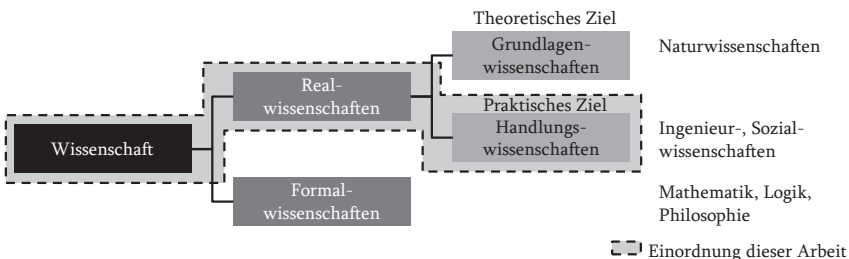 Theoretisches Ziel
Grundlagen-
wissenschaften
Naturwissenschaften
Real-
wissenschaften
Praktisches Ziel
Handlungs-
wissenschaften
Ingenieur-, Sozial-
wissenschaften
Wissenschaft
Formal-
wissenschaften
Mathematik, Logik,
Philosophie
Einordnung dieser Arbeit